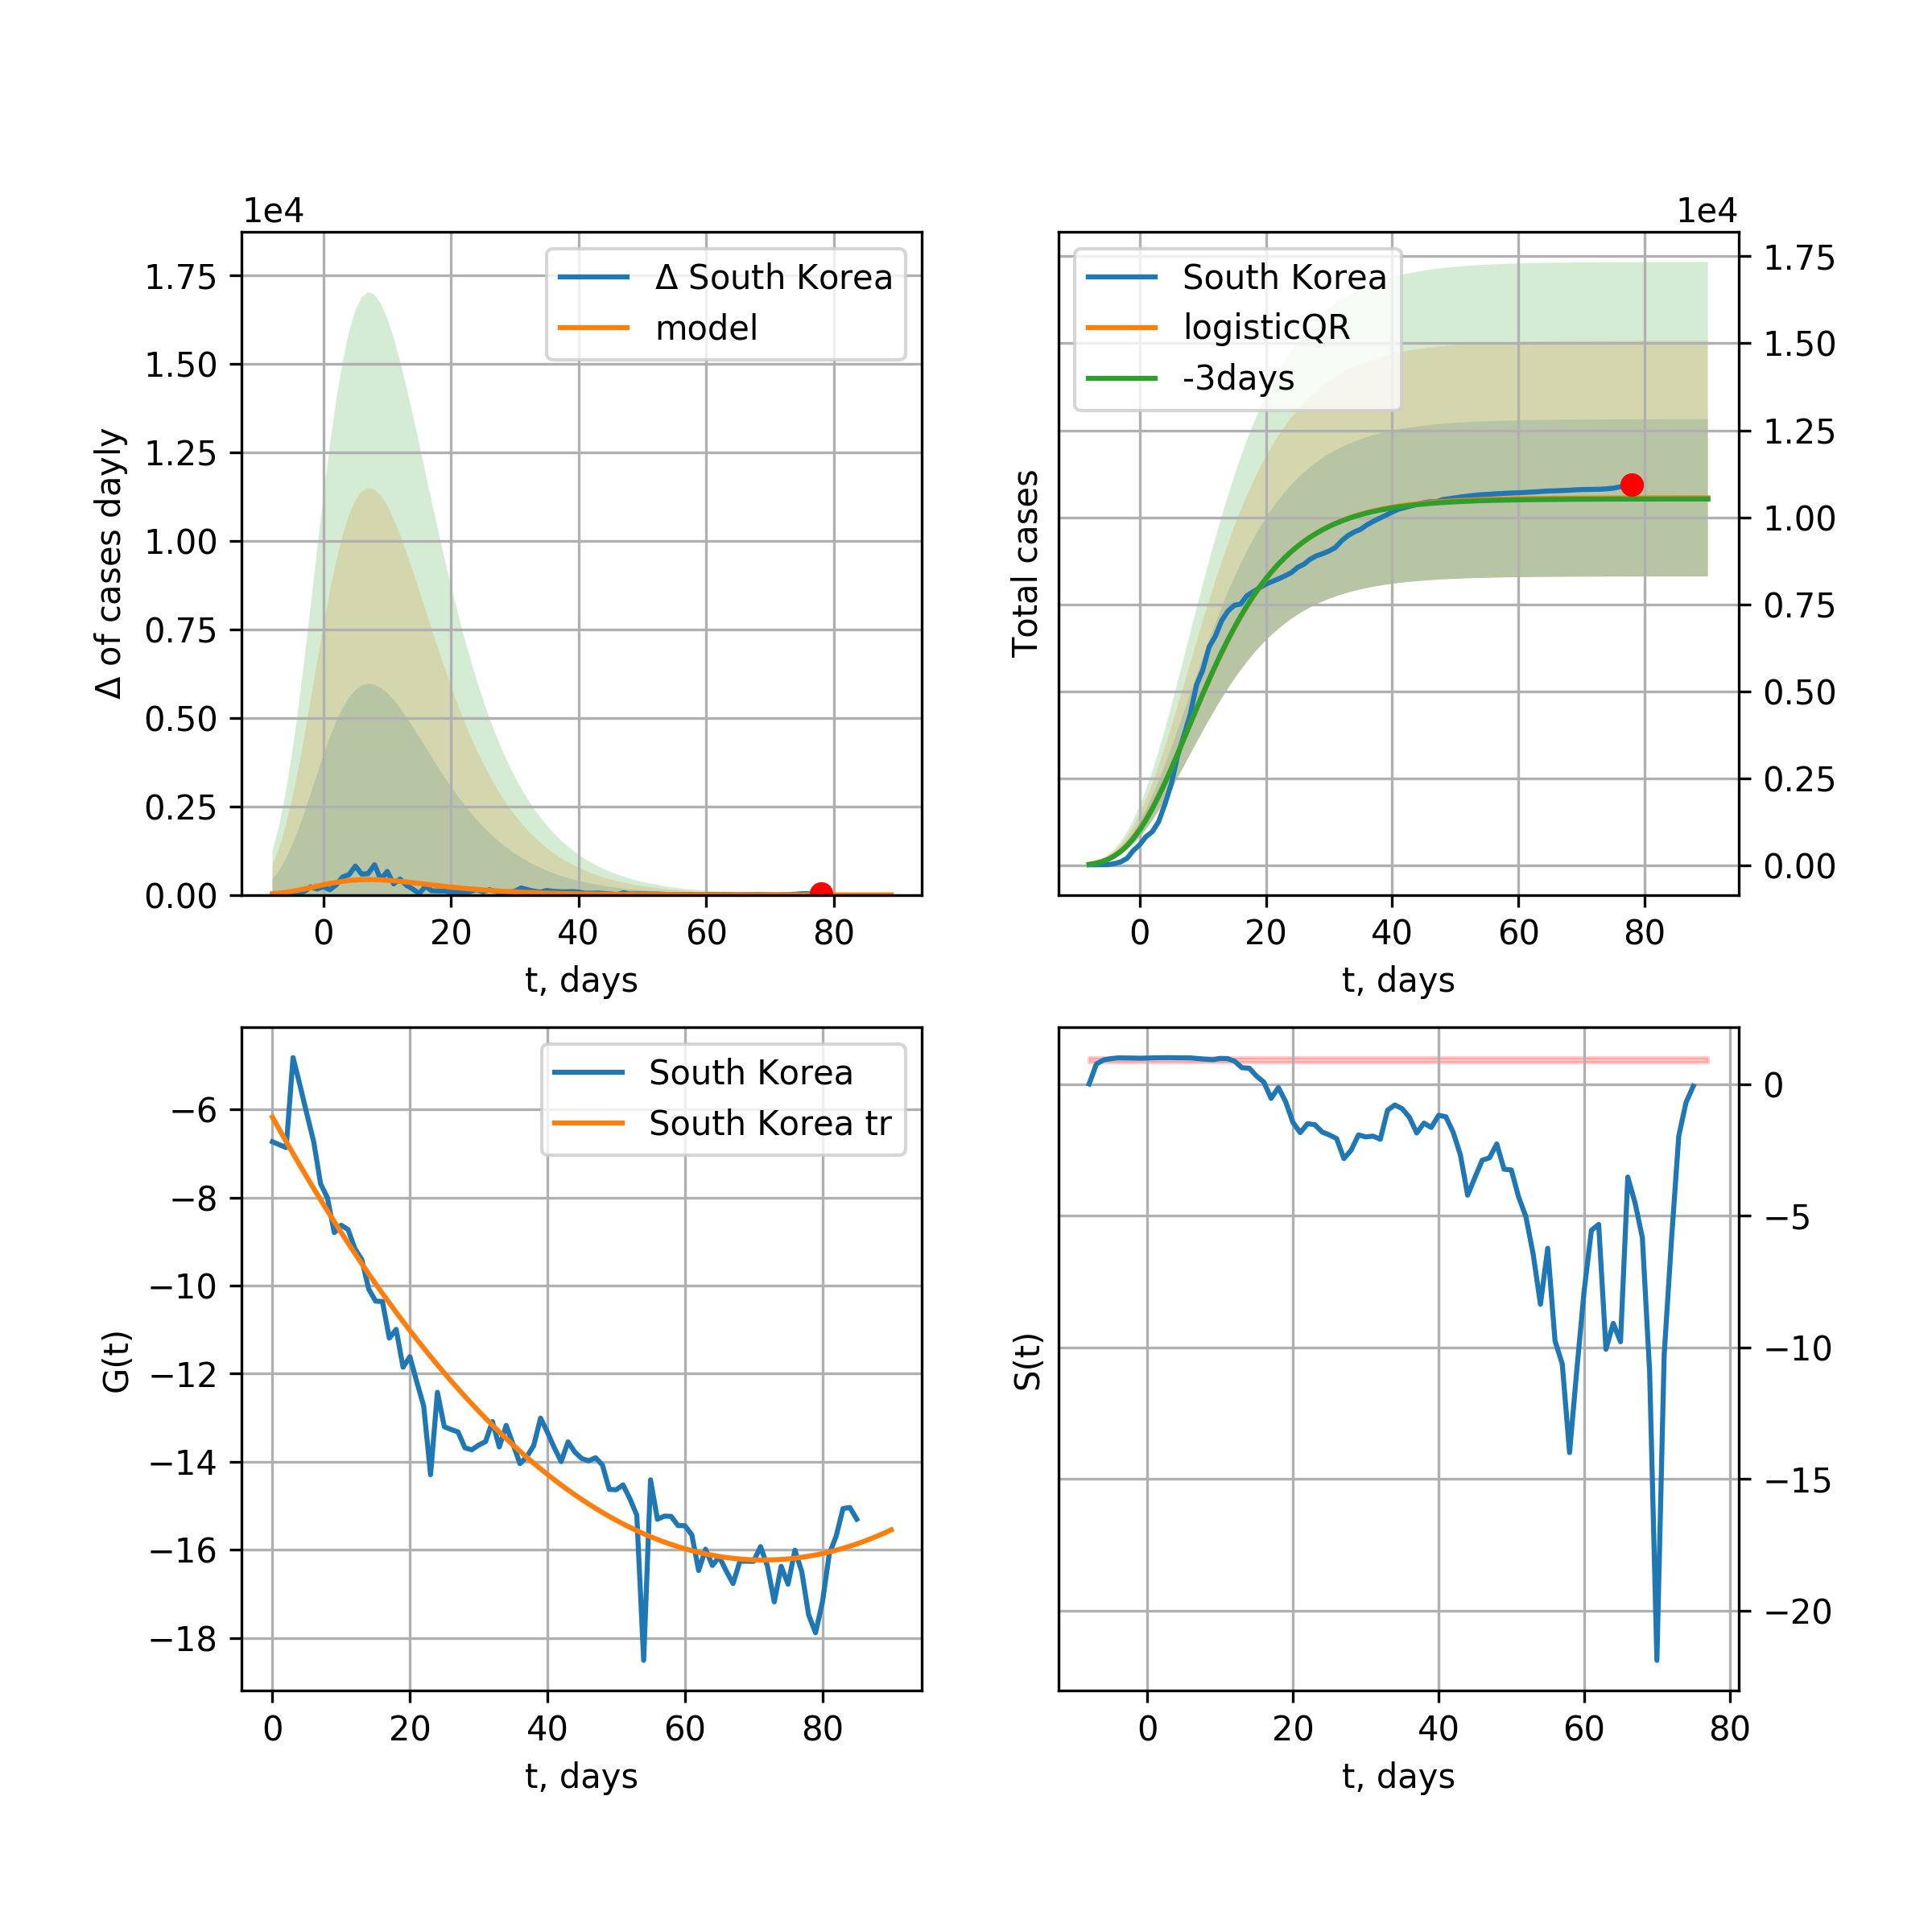 1e4
Δ of cases dayly
1.75
1.50
1.25
1.00
0.75
0.50
0.25
0.00
Δ South Korea
model
0 20 40 60 80
t, days
1e4
Total cases
South Korea
logisticQR
-3days
1.75
1.50
1.25
1.00
0.75
0.50
0.25
0.00
0 20 40 60 80
t, days
G(t)
−6
−8
−10
−12
−14
−16
−18
South Korea
South Korea tr
0 20 40 60 80
t, days
S(t)
0
−5
−10
−15
−20
0 20 40 60 80
t, days